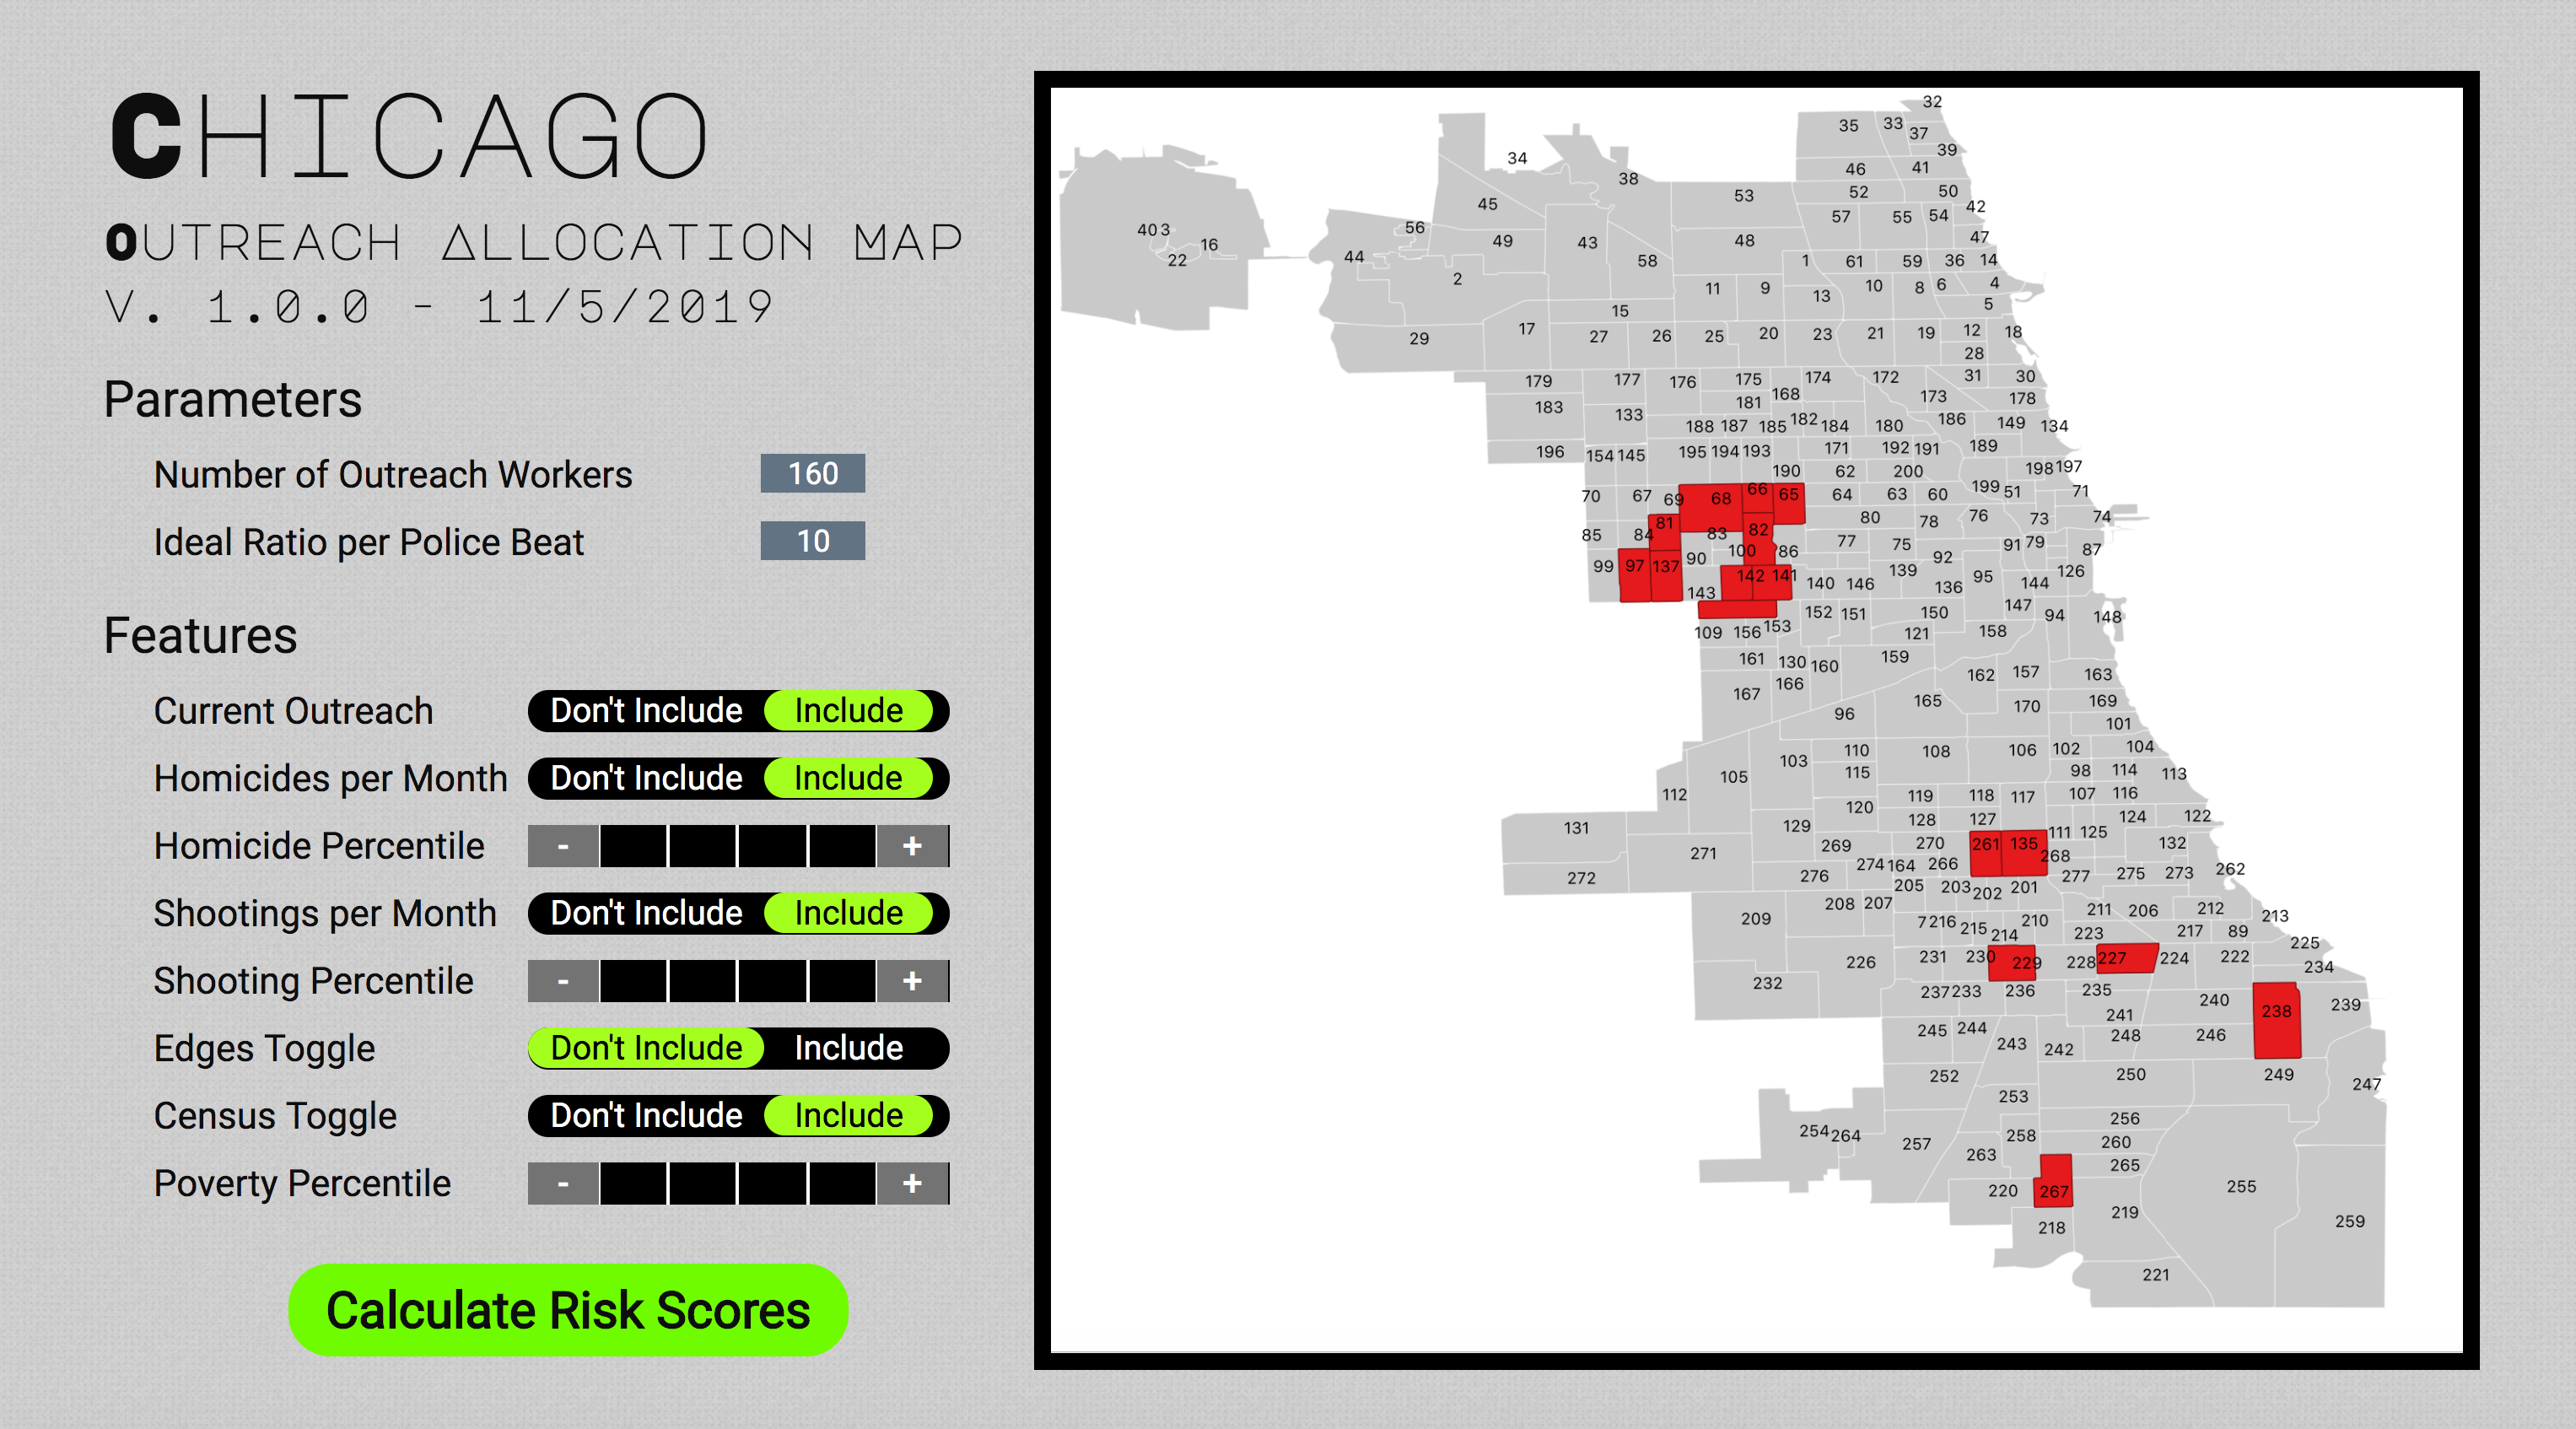 CHICAGO
OUTREACH ALLOCATION MAP
V. 1.0.0 - 11/5/2019
Parameters
Number of Outreach Workers 160
Ideal Ratio per Police Beat 10
Features
Current Outreach Don't Include Include
Homicides per Month Don't Include Include
Homicide Percentile - +
Shootings per Month Don't Include Include
Shooting Percentile - +
Edges Toggle Don't Include Include
Census Toggle Don't Include Include
Poverty Percentile - +
Calculate Risk Scores
32
35 33 37
39
34 46 41
38 53 52 50
45 57 55 54 42
56 40 3 49 43 48 47
16 22 44 58 1 61 59 36 14
2 11 9 13 10 8 6 4
15 5
29 17 27 26 25 20 23 21 19 12 18
28
179 177 176 175 174 172 31 30
183 133 181 168 173 178
188 187 185 182 184 180 186 149 134
196 154 145 195 194 193 171 192 191 189
190 62 200 198 197
70 67 69 68 66 65 64 63 60 199 51 71
85 84 81 83 82 80 78 76 73 74
99 97 137 90 100 86 77 75 92 91 79 87
143 142 141 140 146 139 136 95 144 126
109 156 153 152 151 150 121 158 147 94 148
161 130 160 159 162 157 163
167 166 96 165 170 169
101
105 103 110 108 106 102 104
112 115 98 114 113
120 119 118 117 107 116
131 129 128 127 124 122
271 269 270 261 135 111 125 132
272 276 274 164 266 268 277 275 273 262
209 208 207 205 203 202 201 211 206 212 213
7 216 215 214 210 223 217 89 225
232 226 231 230 229 228 227 224 222 234
237 233 236 235 240 238 239
245 244 243 242 241 248 246
252 253 250 249 247
254 264 257 263 258 256 260 265
220 267 219 255 259
218
221